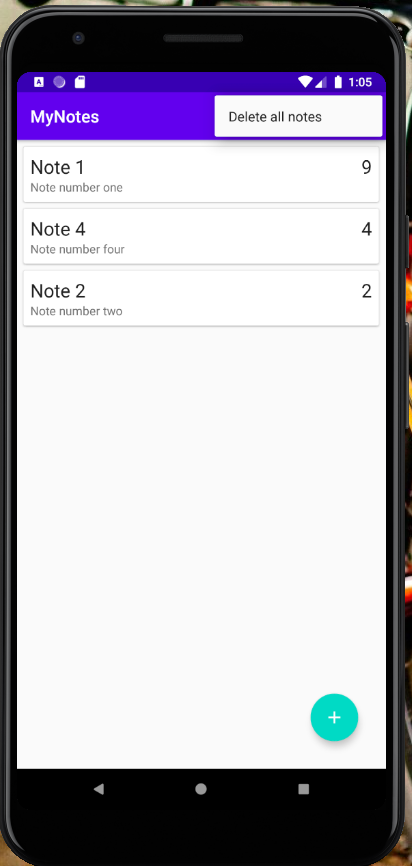 1:05
MyNotes
Delete all notes
Note 1 9
Note number one
Note 4 4
Note number four
Note 2 2
Note number two